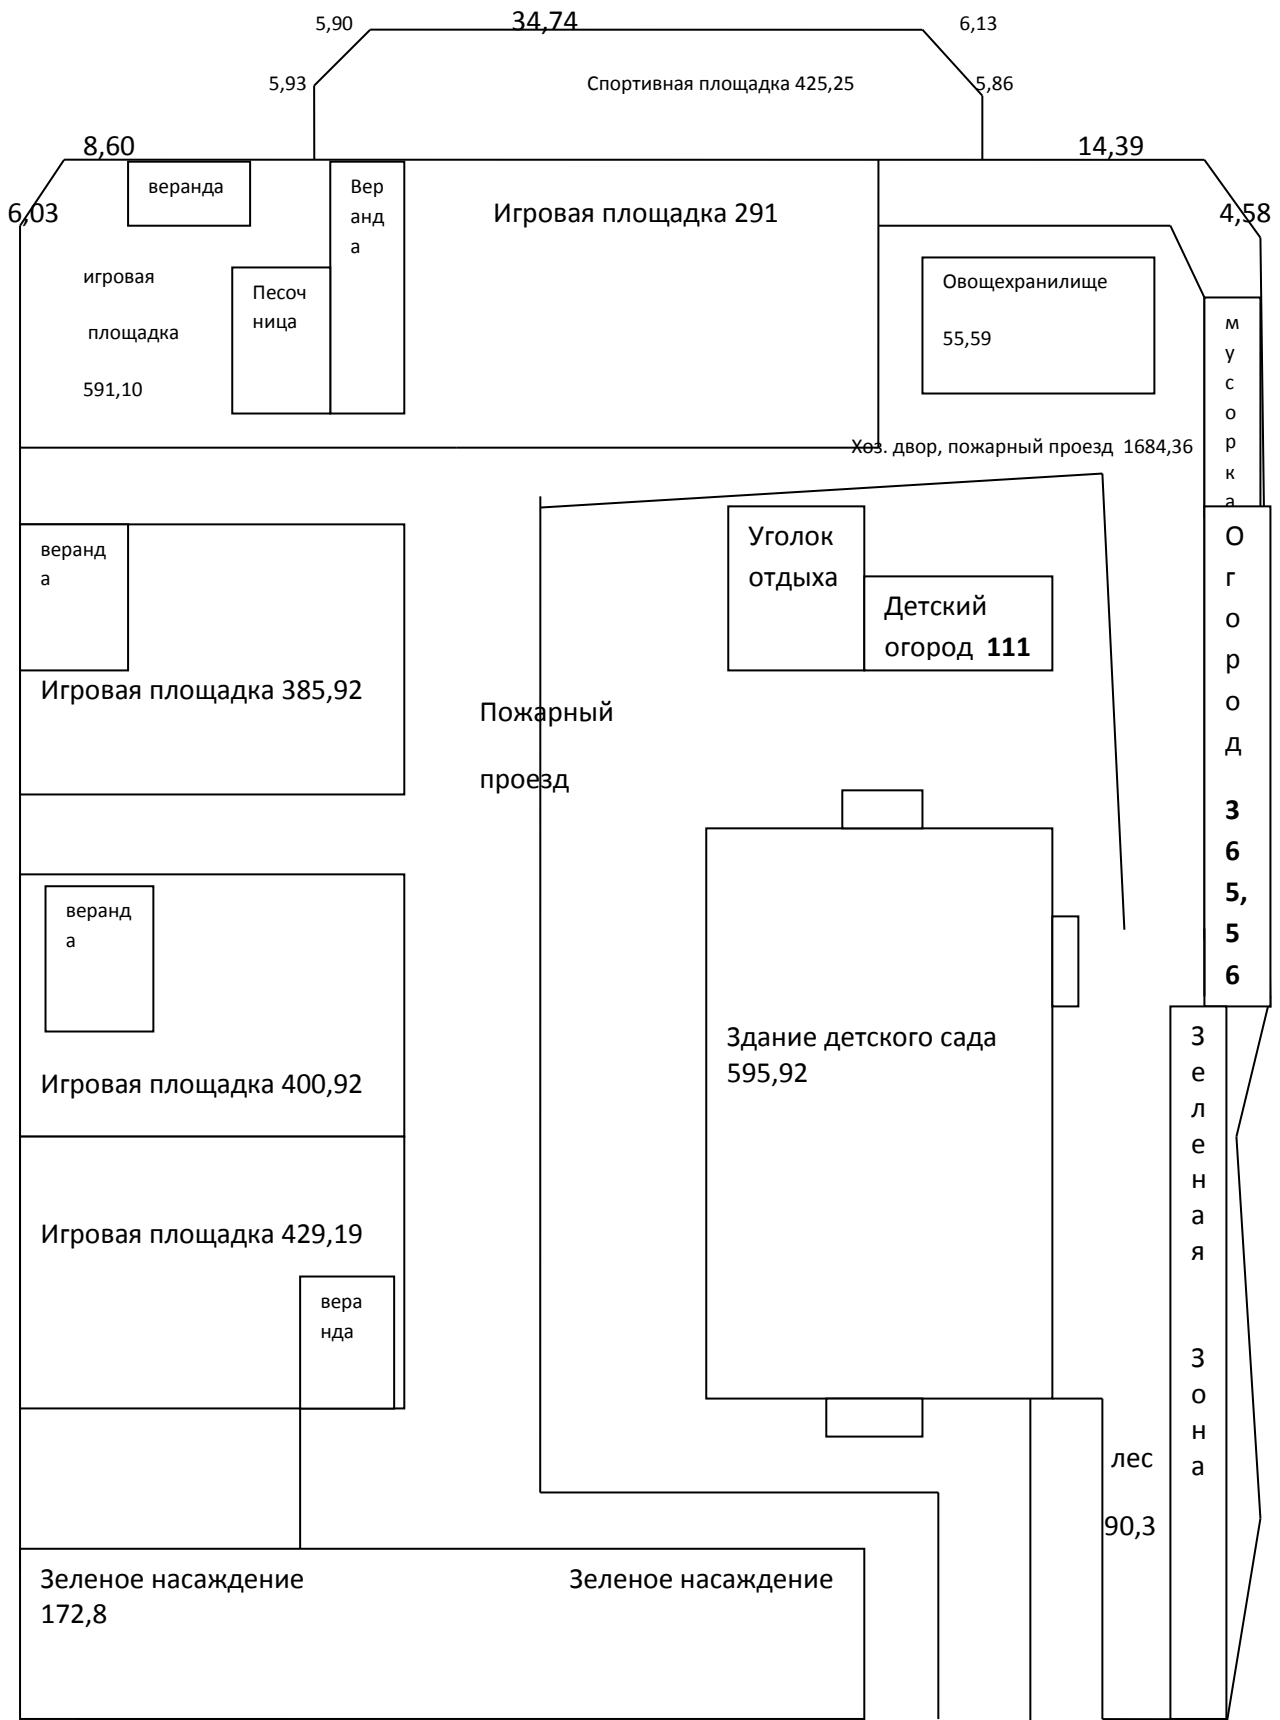 5,90
34,74
6,13
5,93
Спортивная площадка 425,25
5,86
8,60
14,39
6,03
веранда
Вер
анд
а
Игровая площадка 291
4,58
игровая
площадка
591,10
Песоч
ница
Овощехранилище
55,59
м
у
с
о
р
к
а
Хоз. двор, пожарный проезд 1684,36
веранд
а
Игровая площадка 385,92
Уголок
отдыха
Детский
огород 111
О
г
о
р
о
д
3
6
5,
5
6
Пожарный
проезд
веранд
а
Игровая площадка 400,92
Здание детского сада
595,92
З
е
л
е
н
а
я
З
о
н
а
Игровая площадка 429,19
вера
нда
лес
90,3
Зеленое насаждение
172,8
Зеленое насаждение